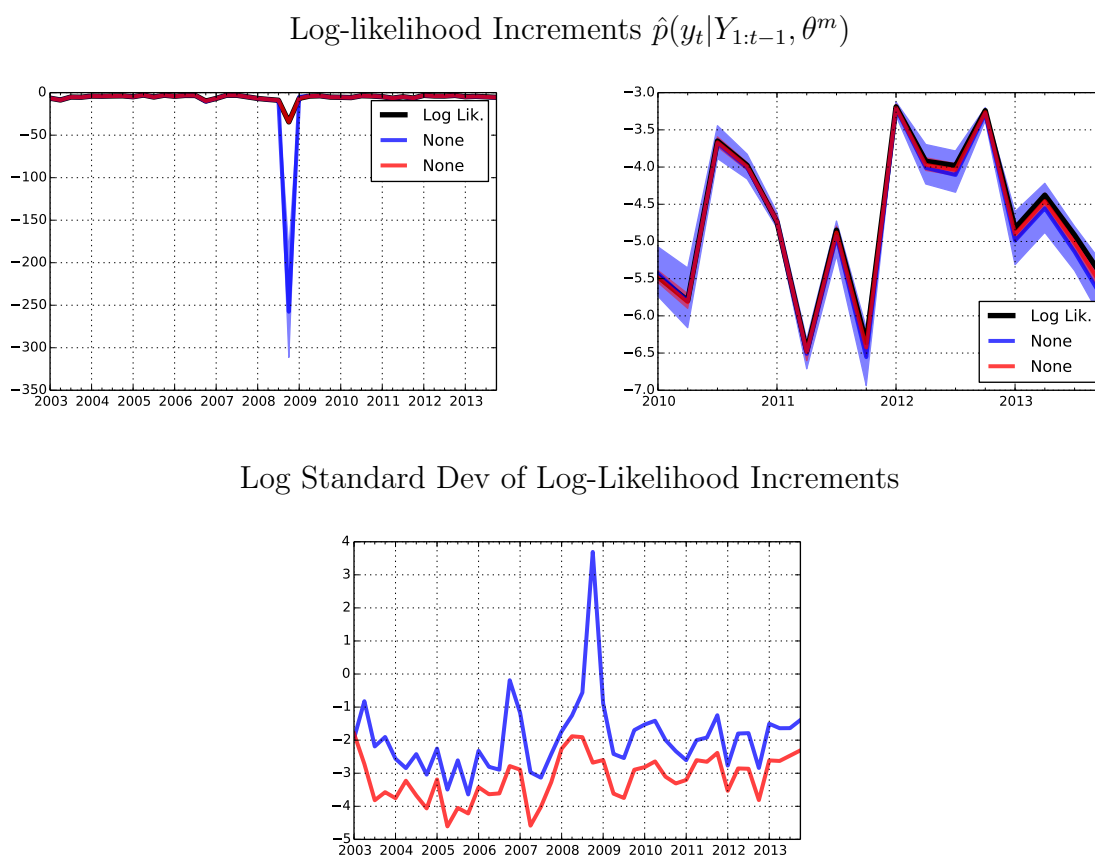 Log-likelihood Increments p̂(y_t|Y_{1:t−1}, θ^m)
0
−50
−100
−150
−200
−250
−300
−350
2003 2004 2005 2006 2007 2008 2009 2010 2011 2012 2013
Log Lik.
None
None
−3.0
−3.5
−4.0
−4.5
−5.0
−5.5
−6.0
−6.5
−7.0
2010 2011 2012 2013
Log Lik.
None
None
Log Standard Dev of Log-Likelihood Increments
4
3
2
1
0
−1
−2
−3
−4
−5
2003 2004 2005 2006 2007 2008 2009 2010 2011 2012 2013